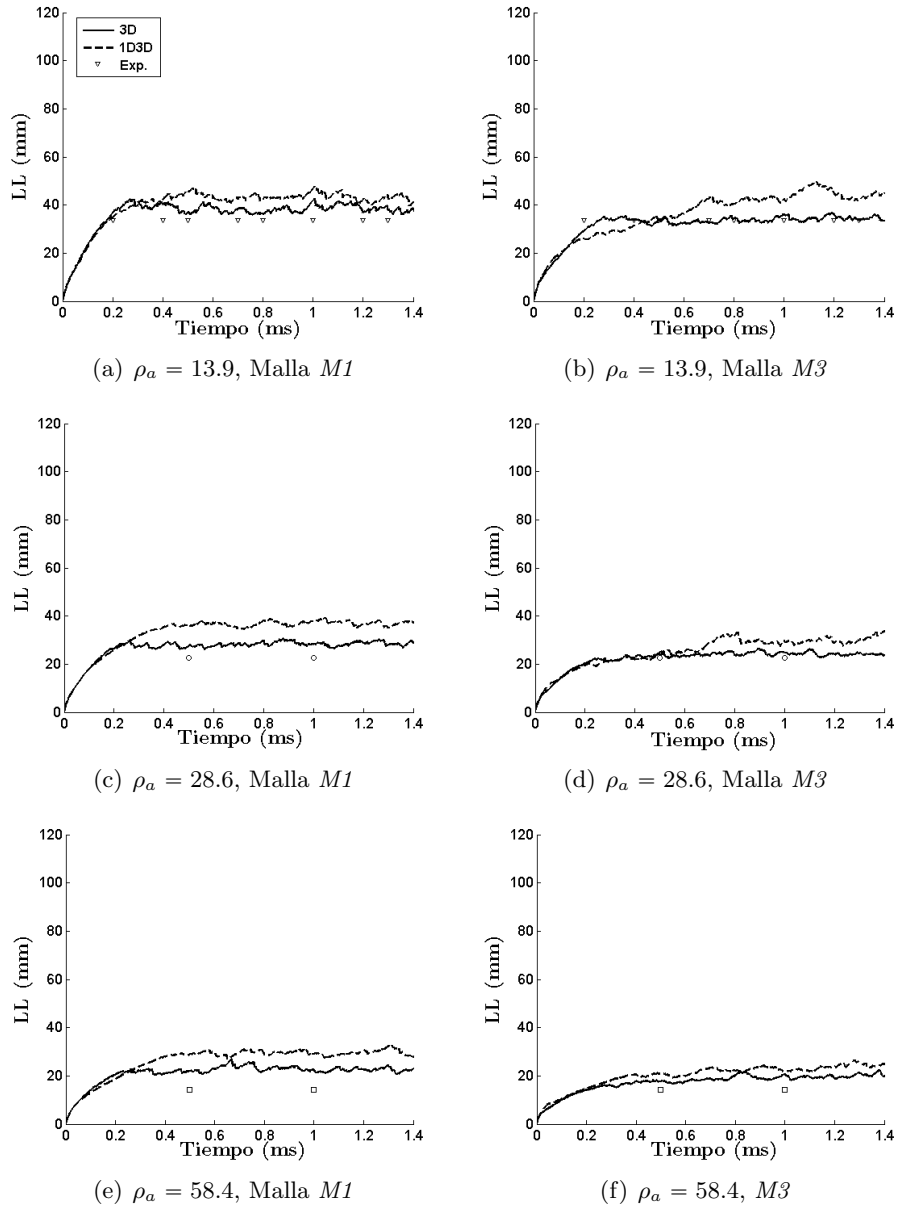 120
100
80
60
40
20
0
LL (mm)
3D
1D3D
Exp.
0 0.2 0.4 0.6 0.8 1 1.2 1.4
Tiempo (ms)
(a) ρₐ = 13.9, Malla M1
120
100
80
60
40
20
0
LL (mm)
0 0.2 0.4 0.6 0.8 1 1.2 1.4
Tiempo (ms)
(b) ρₐ = 13.9, Malla M3
120
100
80
60
40
20
0
LL (mm)
0 0.2 0.4 0.6 0.8 1 1.2 1.4
Tiempo (ms)
(c) ρₐ = 28.6, Malla M1
120
100
80
60
40
20
0
LL (mm)
0 0.2 0.4 0.6 0.8 1 1.2 1.4
Tiempo (ms)
(d) ρₐ = 28.6, Malla M3
120
100
80
60
40
20
0
LL (mm)
0 0.2 0.4 0.6 0.8 1 1.2 1.4
Tiempo (ms)
(e) ρₐ = 58.4, Malla M1
120
100
80
60
40
20
0
LL (mm)
0 0.2 0.4 0.6 0.8 1 1.2 1.4
Tiempo (ms)
(f) ρₐ = 58.4, M3